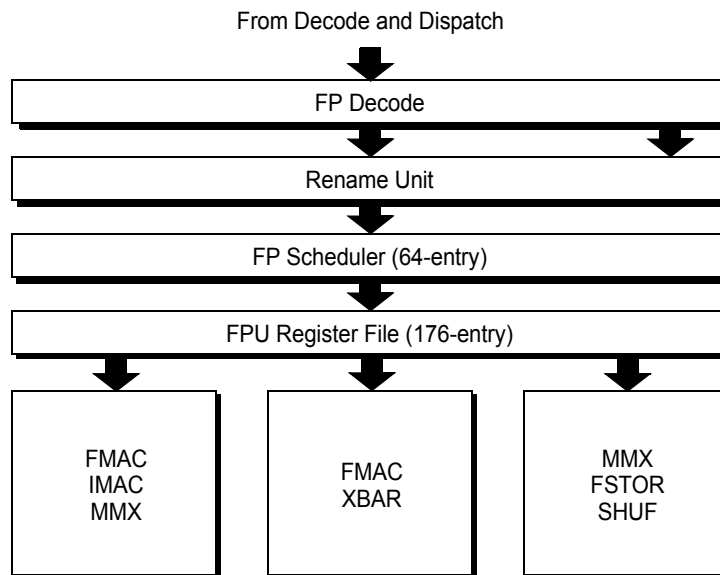 From Decode and Dispatch
FP Decode
Rename Unit
FP Scheduler (64-entry)
FPU Register File (176-entry)
FMAC
IMAC
MMX
FMAC
XBAR
MMX
FSTOR
SHUF